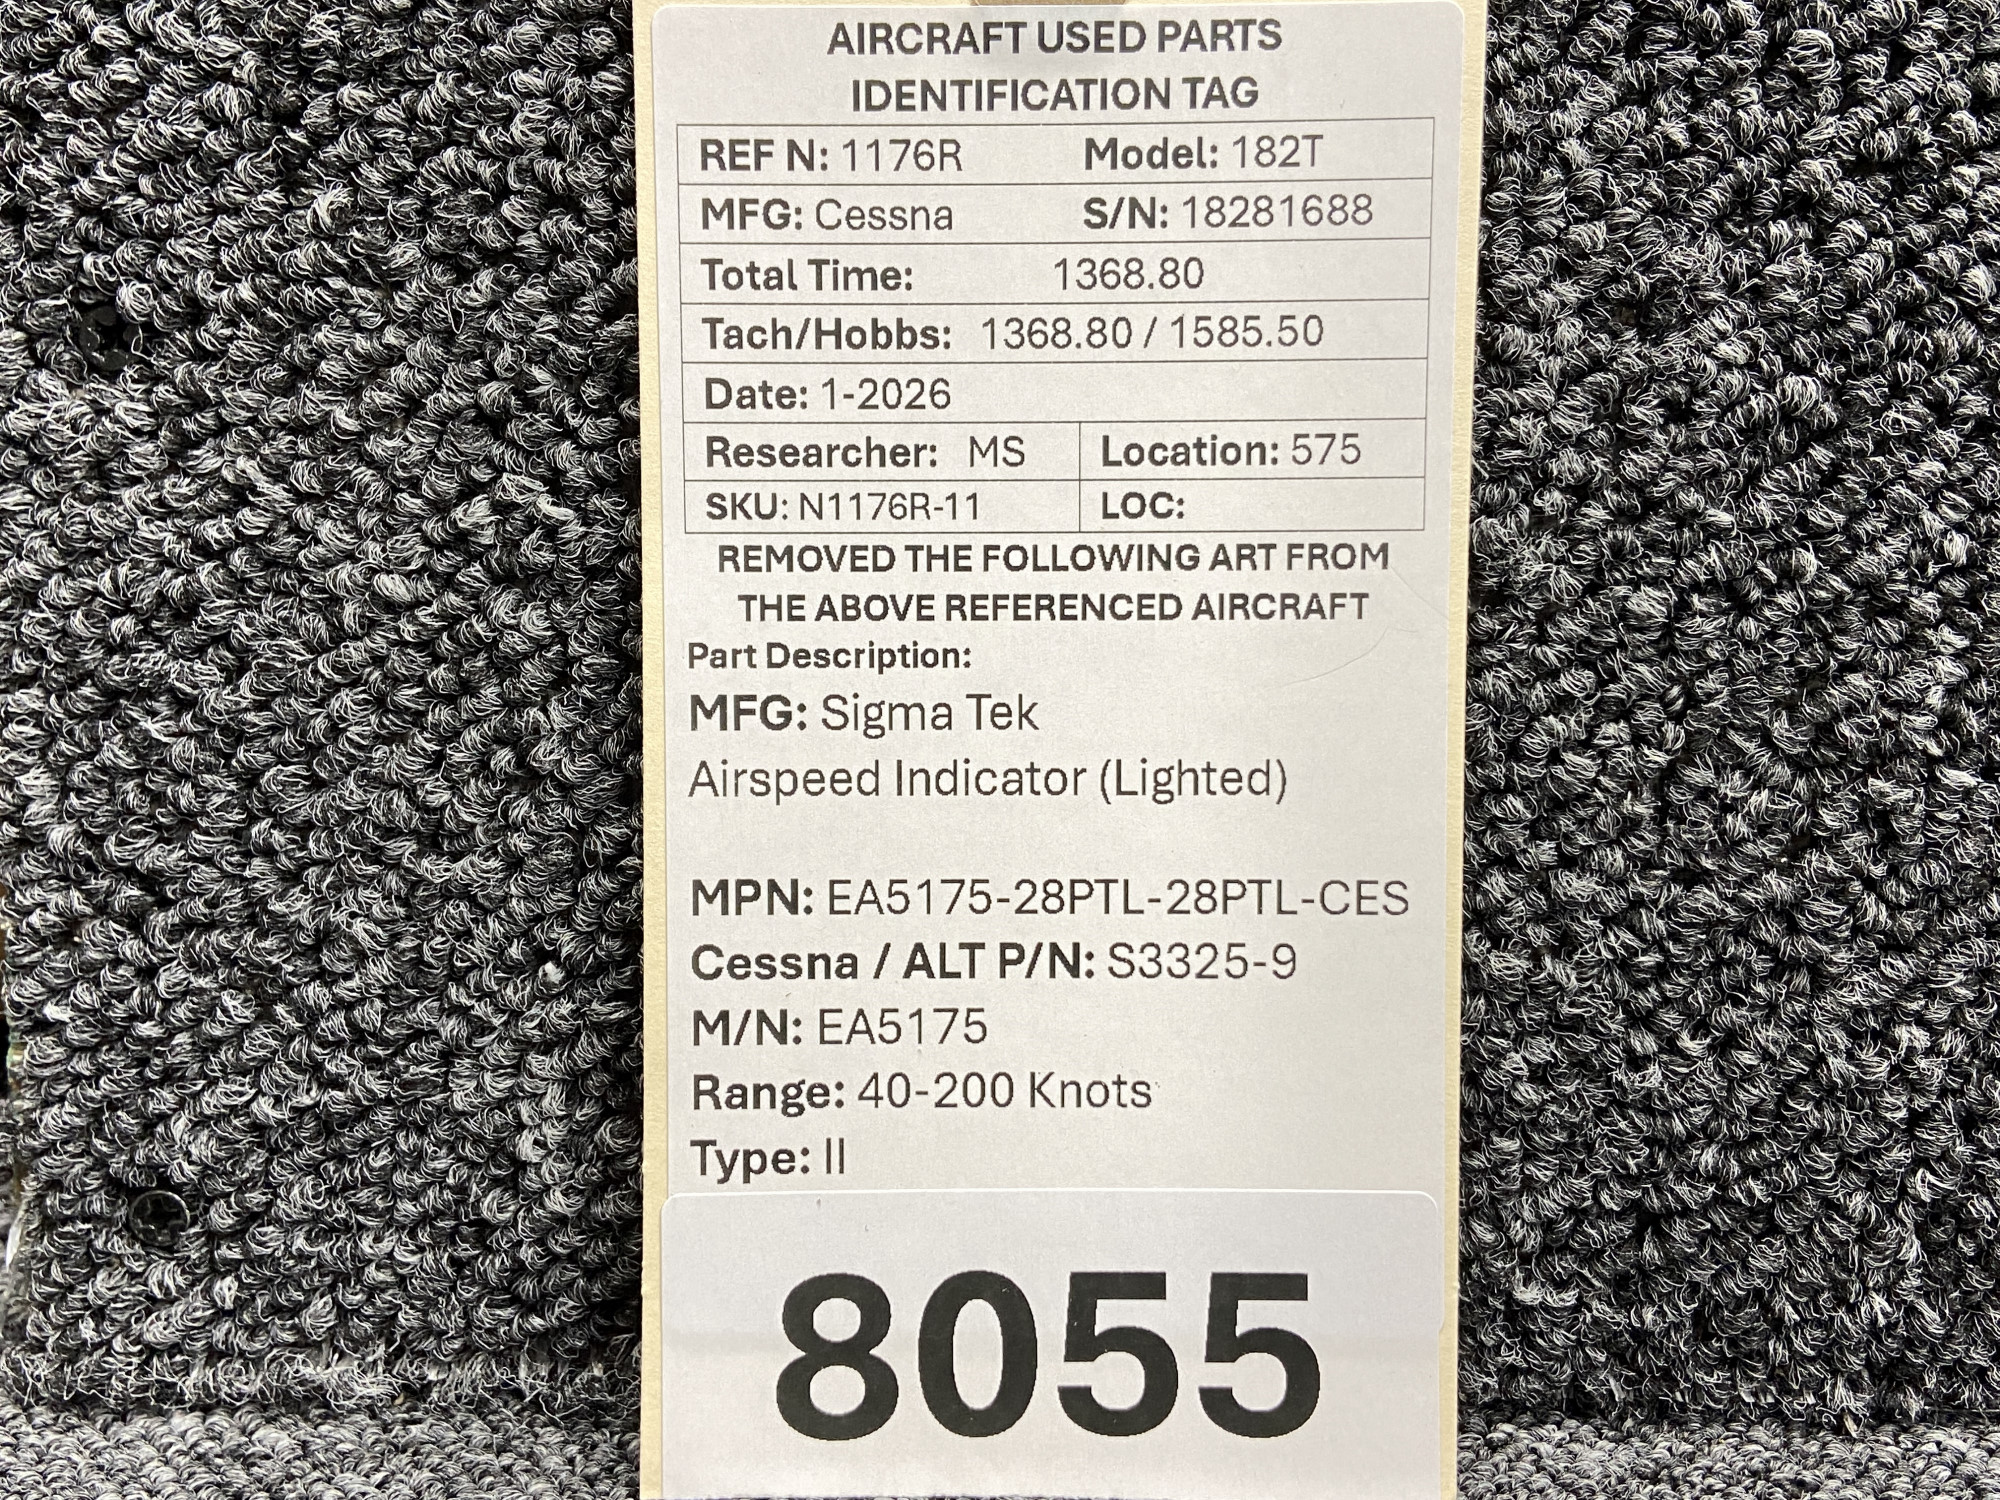 AIRCRAFT USED PARTS
IDENTIFICATION TAG
REF N: 1176R Model: 182T
MFG: Cessna S/N: 18281688
Total Time: 1368.80
Tach/Hobbs: 1368.80 / 1585.50
Date: 1-2026
Researcher: MS Location: 575
SKU: N1176R-11 LOC:
REMOVED THE FOLLOWING ART FROM
THE ABOVE REFERENCED AIRCRAFT
Part Description:
MFG: Sigma Tek
Airspeed Indicator (Lighted)
MPN: EA5175-28PTL-28PTL-CES
Cessna / ALT P/N: S3325-9
M/N: EA5175
Range: 40-200 Knots
Type: II
8055